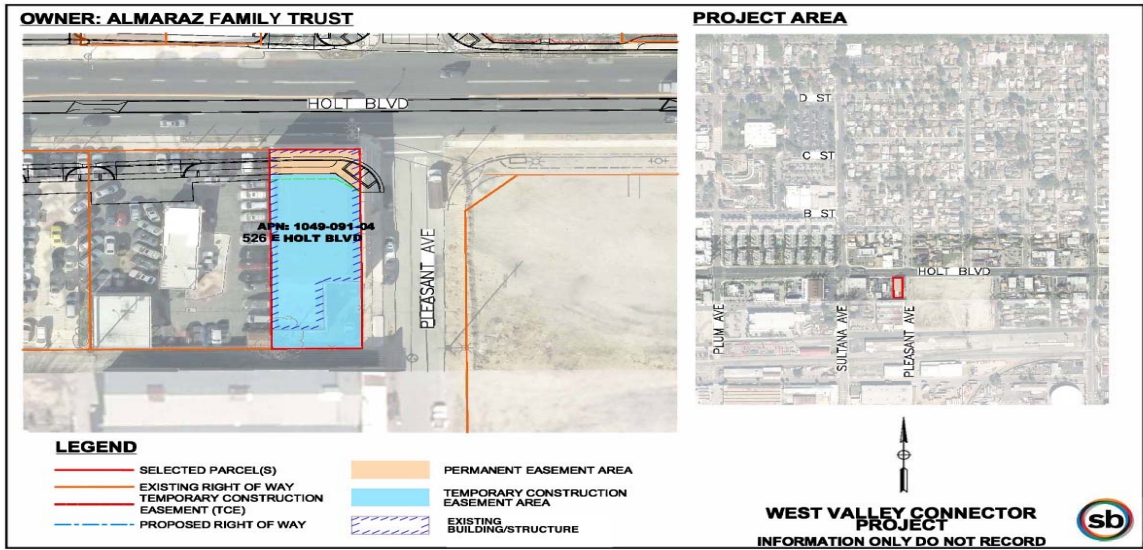 OWNER: ALMARAZ FAMILY TRUST
HOLT BLVD
APN: 1049-091-04
526 E HOLT BLVD
PLEASANT AVE
PROJECT AREA
D ST
C ST
B ST
HOLT BLVD
PLUM AVE
SULTANA AVE
PLEASANT AVE
LEGEND
SELECTED PARCEL(S)
EXISTING RIGHT OF WAY
TEMPORARY CONSTRUCTION
EASEMENT (TCE)
PROPOSED RIGHT OF WAY
PERMANENT EASEMENT AREA
TEMPORARY CONSTRUCTION
EASEMENT AREA
EXISTING
BUILDING/STRUCTURE
WEST VALLEY CONNECTOR
PROJECT
INFORMATION ONLY DO NOT RECORD
sb